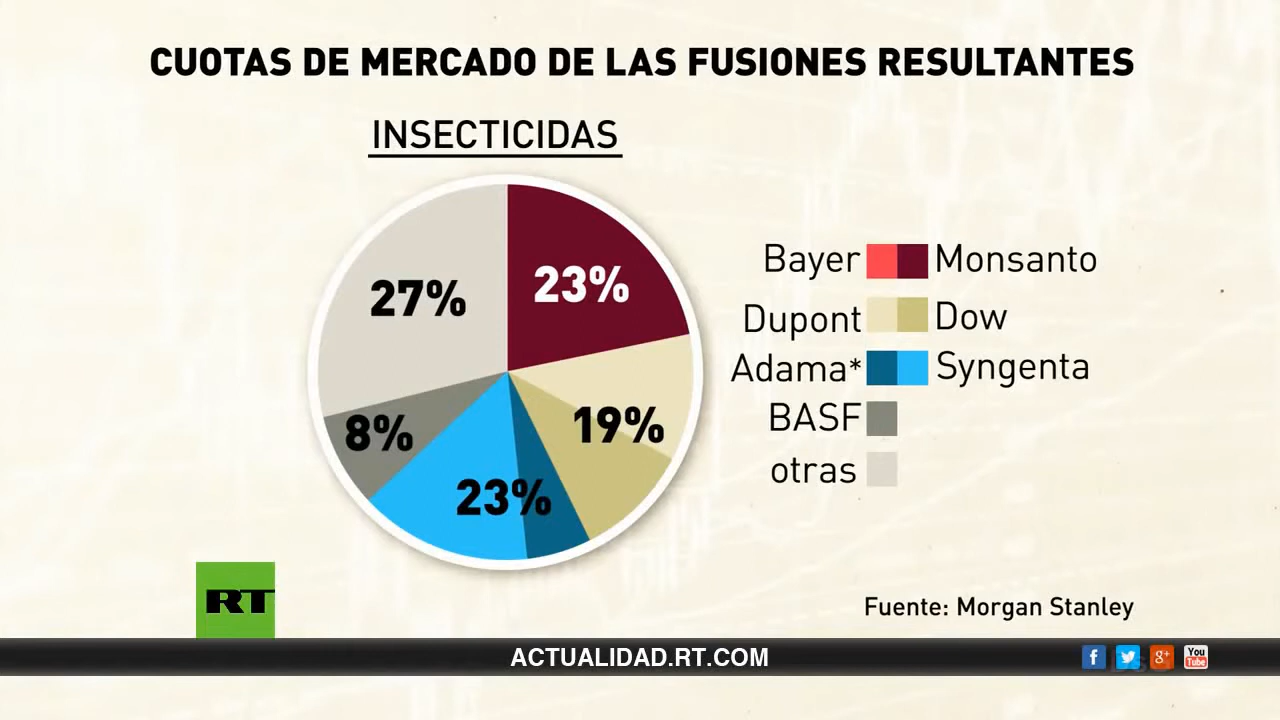 CUOTAS DE MERCADO DE LAS FUSIONES RESULTANTES
INSECTICIDAS
27%
23%
19%
23%
8%
Bayer Monsanto
Dupont Dow
Adama* Syngenta
BASF
otras
RT
Fuente: Morgan Stanley
ACTUALIDAD.RT.COM
f
g+
You
Tube